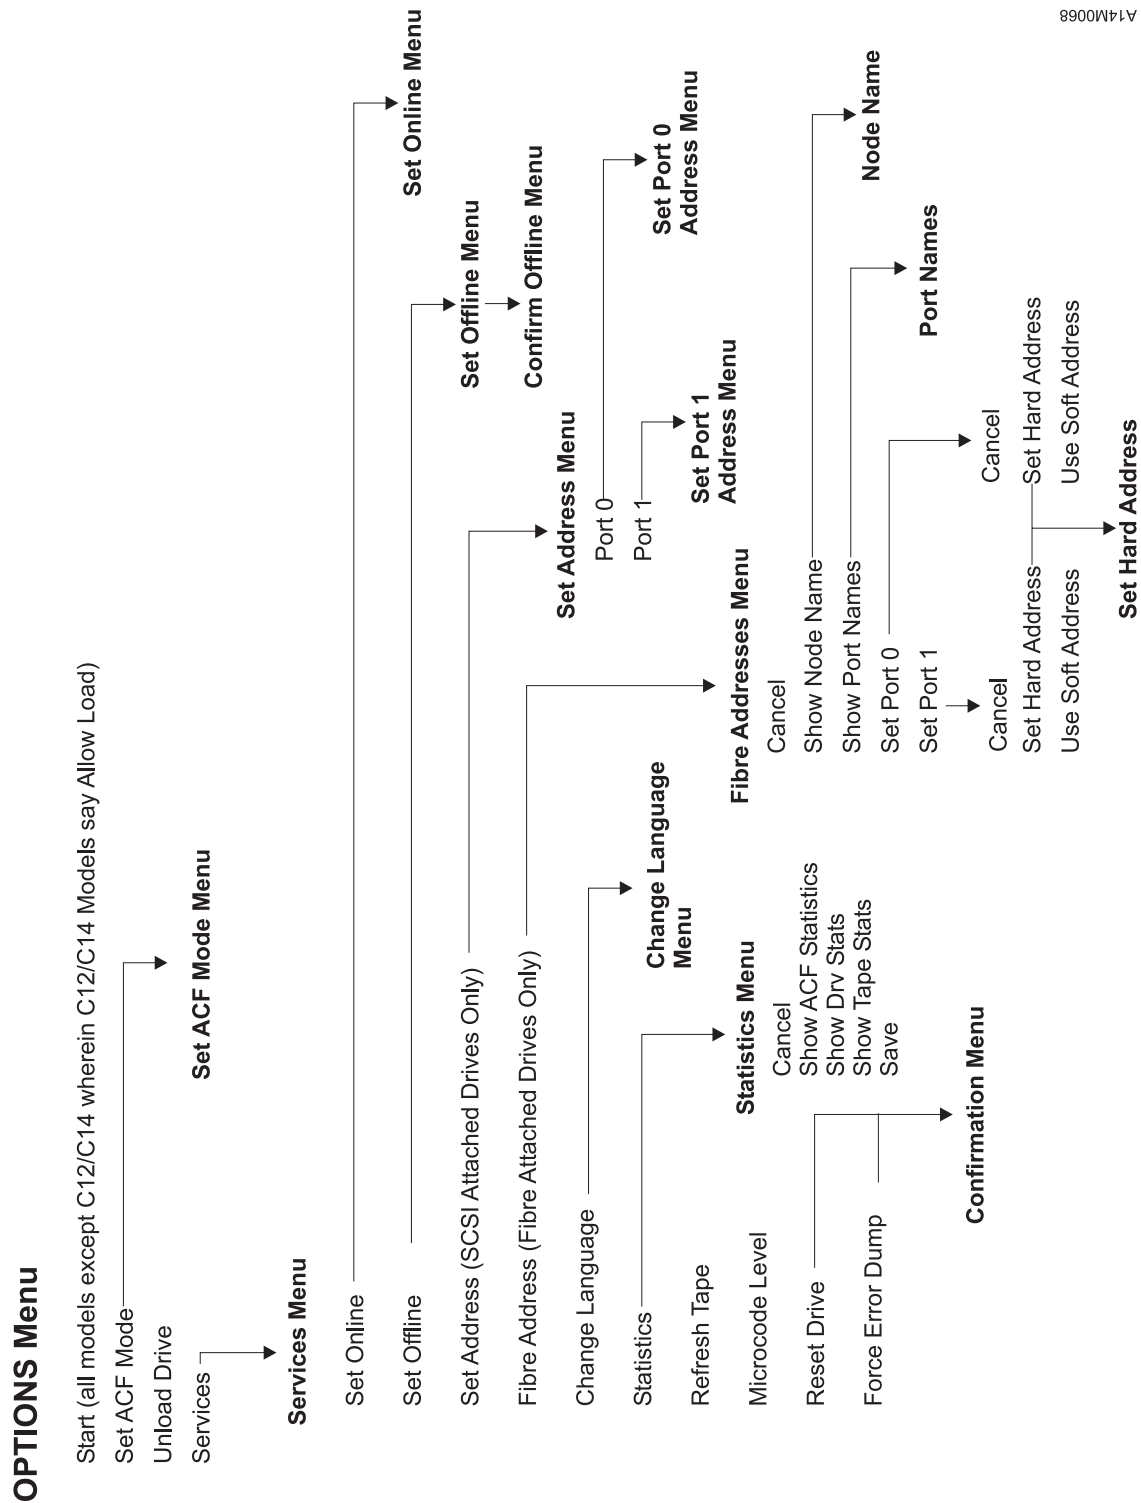 OPTIONS Menu
Start (all models except C12/C14 wherein C12/C14 Models say Allow Load)
Set ACF Mode
Unload Drive
Services
Set ACF Mode Menu
Services Menu
Set Online
Set Online Menu
Set Offline
Set Offline Menu
Confirm Offline Menu
Set Address (SCSI Attached Drives Only)
Set Address Menu
Port 0
Port 1
Set Port 0
Address Menu
Set Port 1
Address Menu
Fibre Address (Fibre Attached Drives Only)
Fibre Addresses Menu
Cancel
Show Node Name
Show Port Names
Set Port 0
Set Port 1
Node Name
Port Names
Cancel
Set Hard Address
Use Soft Address
Cancel
Set Hard Address
Use Soft Address
Set Hard Address
Change Language
Change Language
Menu
Statistics
Statistics Menu
Cancel
Show ACF Statistics
Show Drv Stats
Show Tape Stats
Save
Refresh Tape
Microcode Level
Reset Drive
Force Error Dump
Confirmation Menu
A14M0068